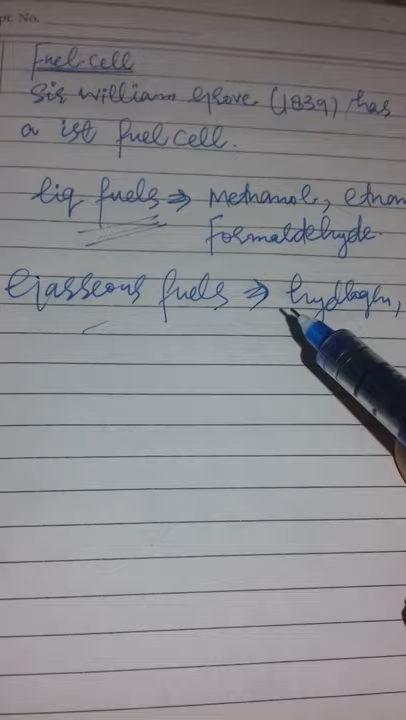 pt. No.
Fuel cell
Sir William Grove (1839) has
a ist fuel cell.
liq fuels ⇒ Methanol, ethan
Formaldehyde.
Gasseous fuels ⇒ hydrogen,